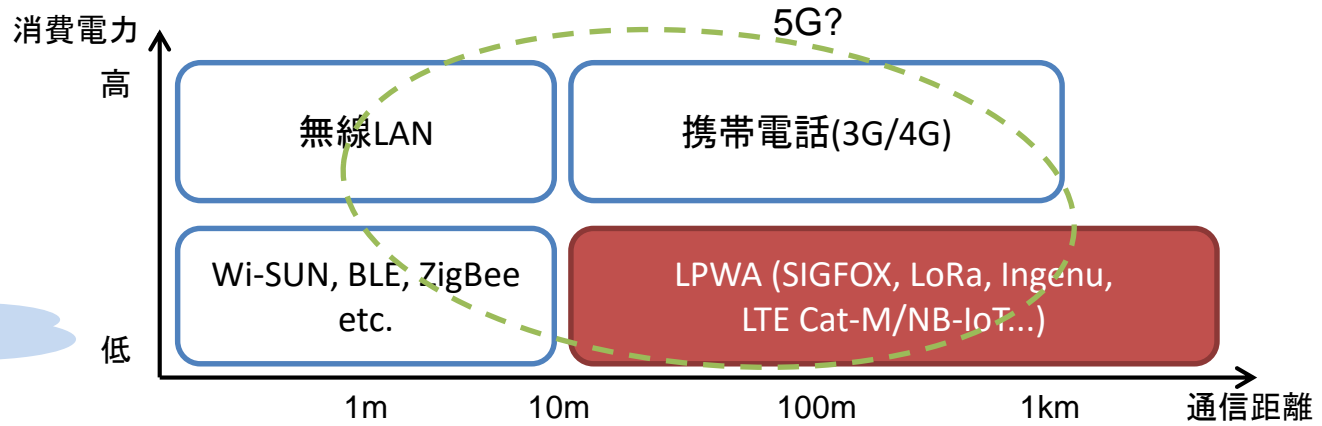 5G?
消費電力
高
無線LAN
携帯電話(3G/4G)
Wi-SUN, BLE, ZigBee
etc.
LPWA (SIGFOX, LoRa, Ingenu,
LTE Cat-M/NB-IoT...)
低
1m
10m
100m
1km
通信距離